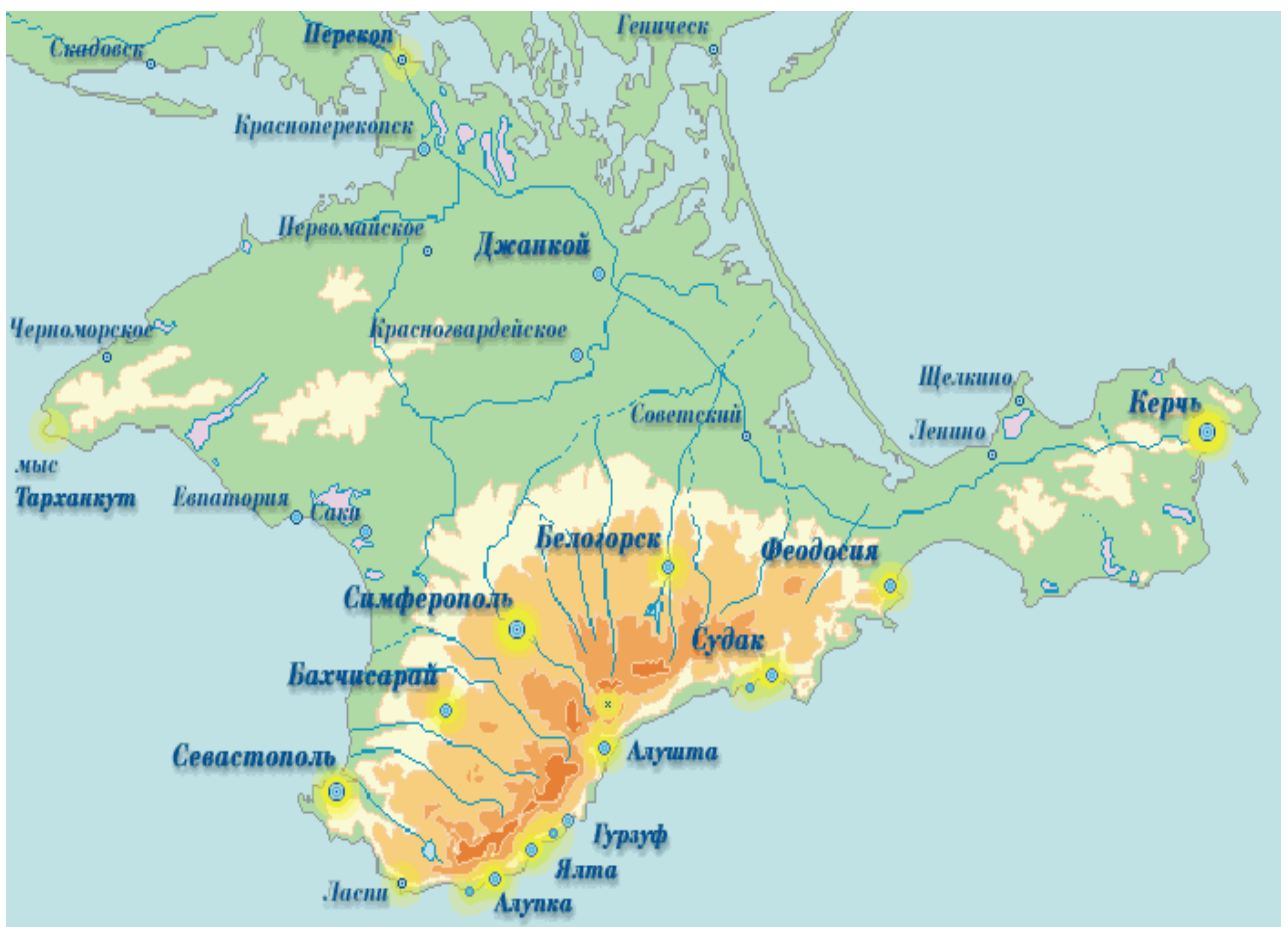 Геническ
Перекоп
Скадовск
Красноперекопск
Первомайское
Джанкой
Черноморское
Красногвардейское
Щелкино
Керчь
Советский
Ленино
мыс
Тарханкут
Евпатория
Саки
Белогорск
Феодосия
Симферополь
Судак
Бахчисарай
Севастополь
Алушта
Гурзуф
Ялта
Ласпи
Алупка